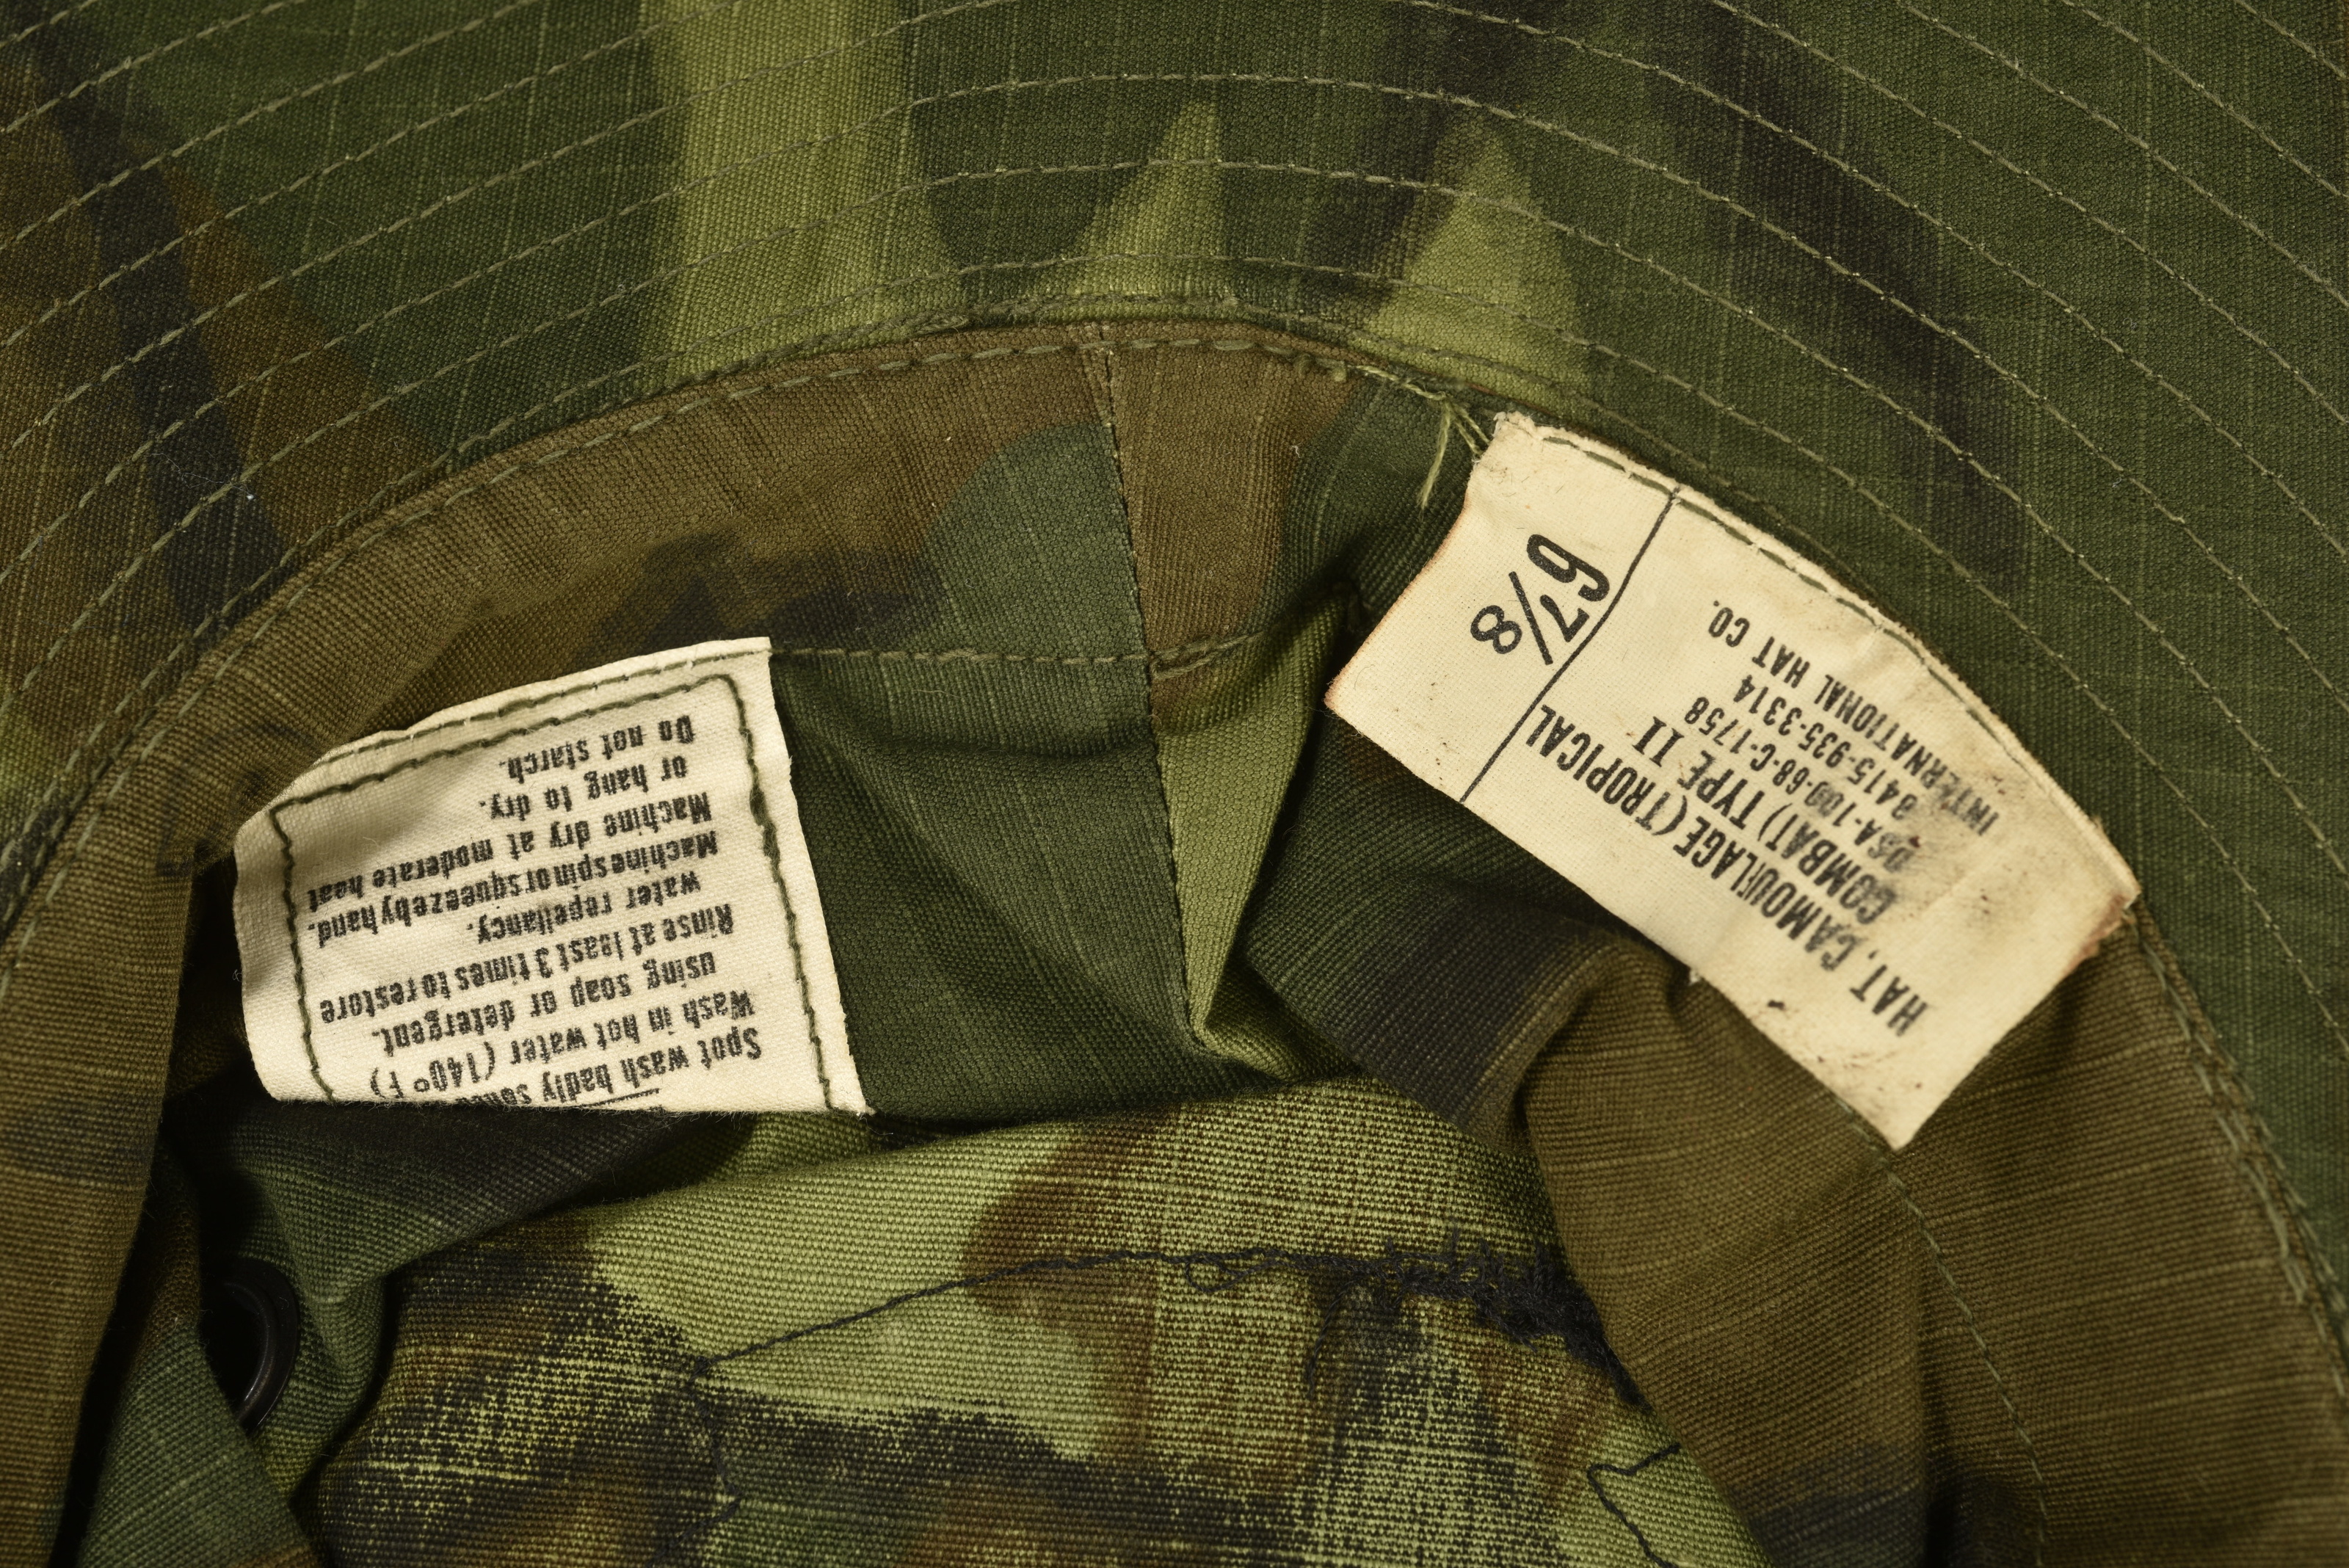 Spot wash badly
Wash in hot water (140° F)
using soap or detergent.
Rinse at least 3 times to restore
water repellancy.
Machine spin or squeeze by hand.
Machine dry at moderate heat
or hang to dry.
Do not starch.
HAT, CAMOUFLAGE (TROPICAL
COMBAT) TYPE II
DSA-100-68-C-1758
8415-935-3314
INTERNATIONAL HAT CO.
6 7/8